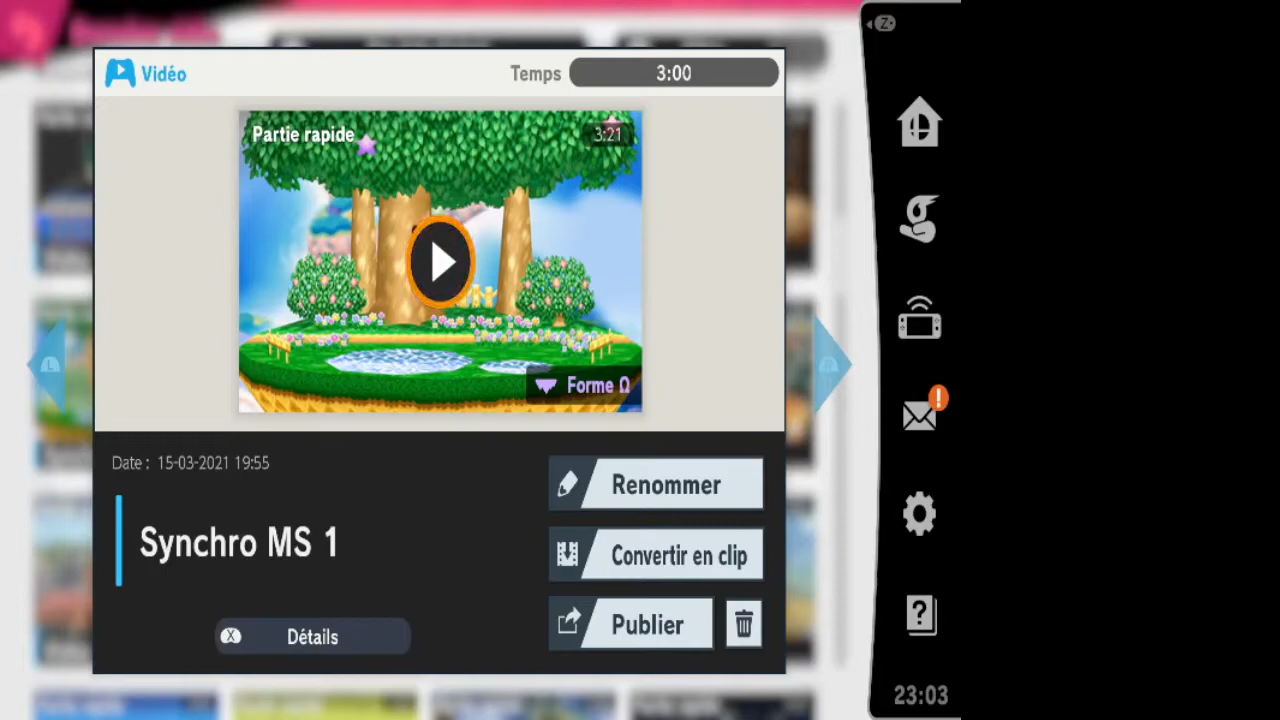 Vidéo
Temps 3:00
Partie rapide 3:21
Forme Ω
Date : 15-03-2021 19:55
Synchro MS 1
X Détails
Renommer
Convertir en clip
Publier
L
R
!
?
23:03